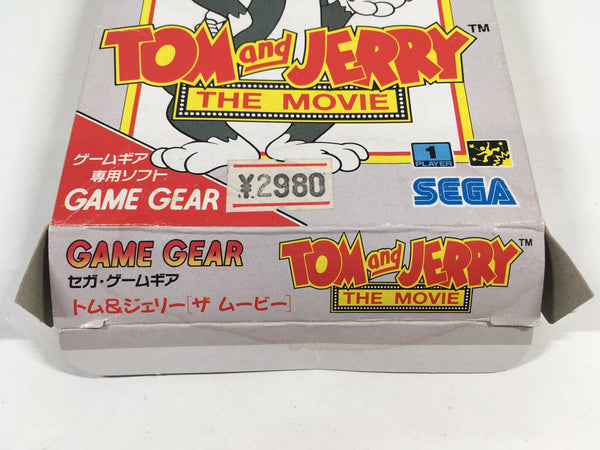 TOM and JERRY™
THE MOVIE
ゲームギア
専用ソフト
GAME GEAR
¥2980
1
PLAYER
SEGA
GAME GEAR
セガ・ゲームギア
トム&ジェリー[ザ ムービー]
TOM and JERRY™
THE MOVIE